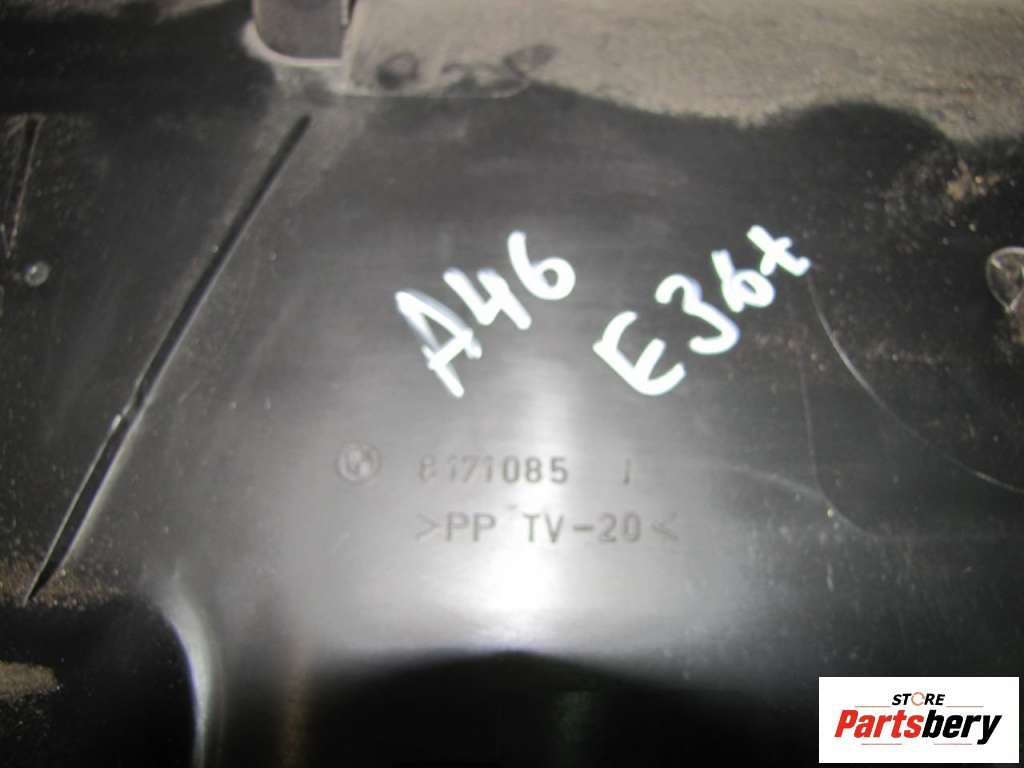 A46
E36t
8171085
>PP TV-20<
STORE
Partsbery